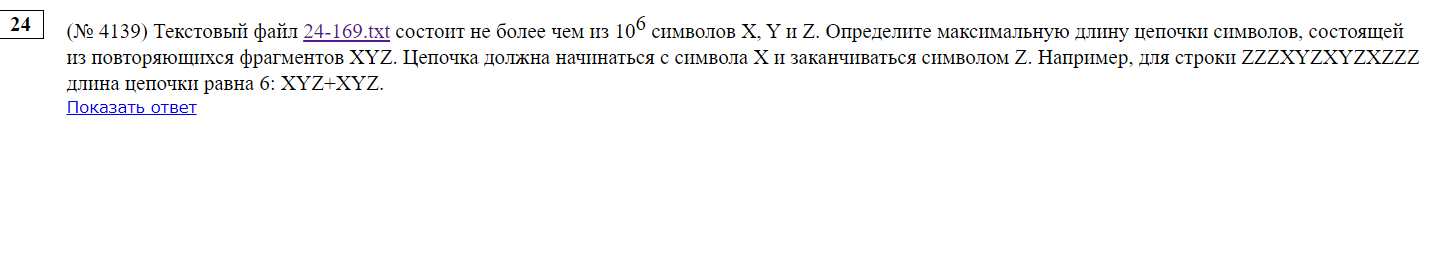 24
(№ 4139) Текстовый файл 24-169.txt состоит не более чем из 10⁶ символов X, Y и Z. Определите максимальную длину цепочки символов, состоящей
из повторяющихся фрагментов XYZ. Цепочка должна начинаться с символа X и заканчиваться символом Z. Например, для строки ZZZXYZXYZXZZZ
длина цепочки равна 6: XYZ+XYZ.
Показать ответ